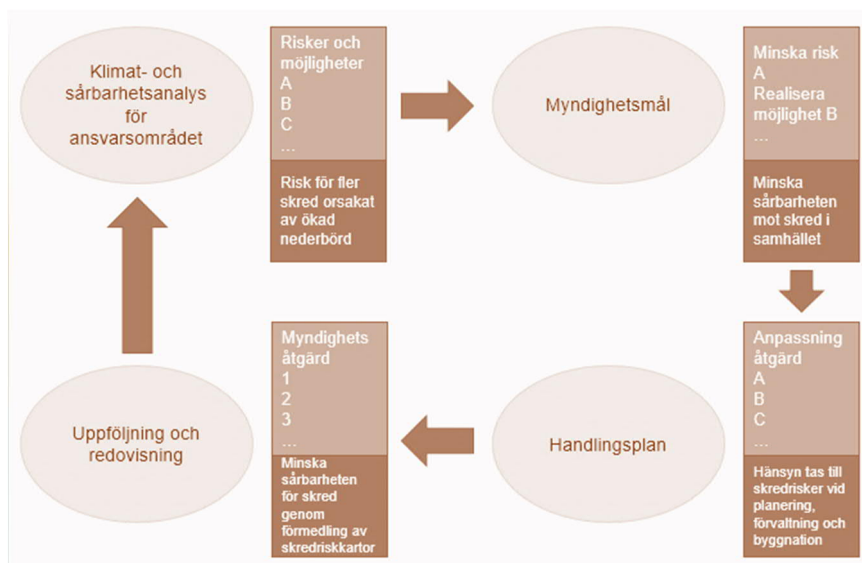 Klimat- och
sårbarhetsanalys
för
ansvarsområdet
Risker och
möjligheter
A
B
C
...
Risk för fler
skred orsakat
av ökad
nederbörd
Myndighetsmål
Minska risk
A
Realisera
möjlighet B
...
Minska
sårbarheten
mot skred i
samhället
Anpassning
åtgärd
A
B
C
...
Hänsyn tas till
skredrisker vid
planering,
förvaltning och
byggnation
Handlingsplan
Myndighets
åtgärd
1
2
3
...
Minska
sårbarheten
för skred
genom
förmedling av
skredriskkartor
Uppföljning och
redovisning